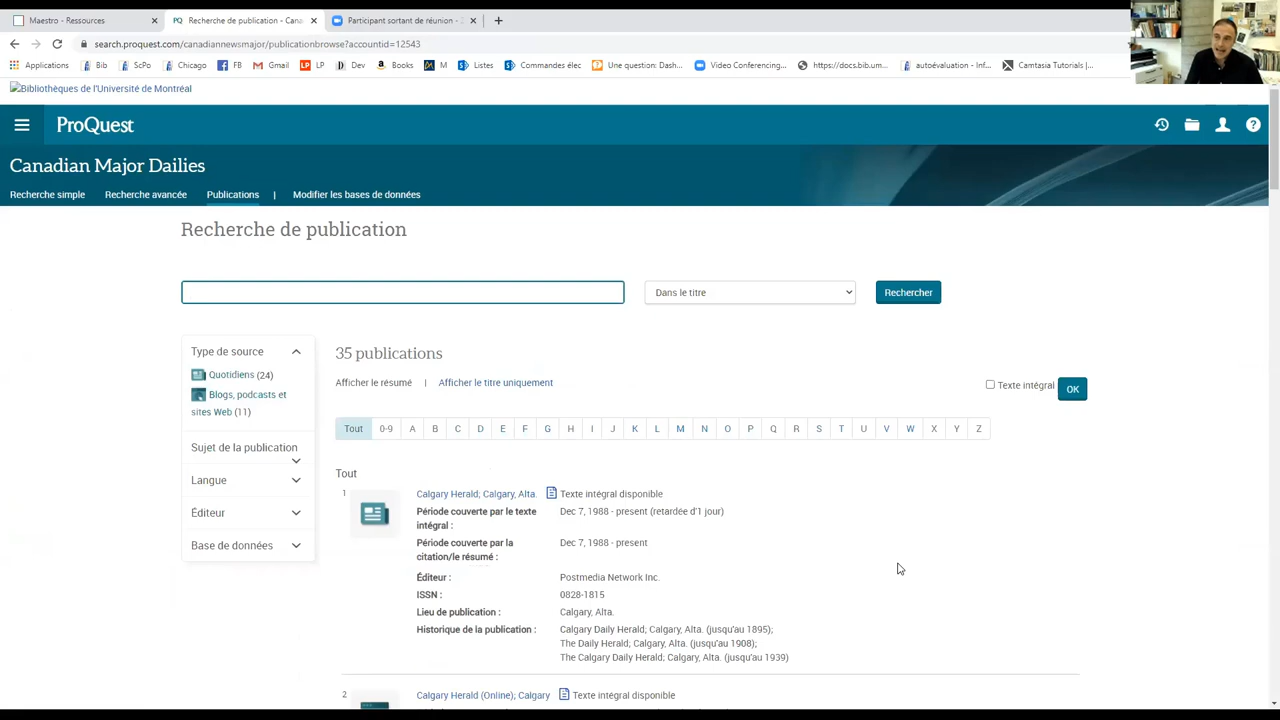 Maestro - Ressources
PQ Recherche de publication - Cana
Participant sortant de réunion - Z
search.proquest.com/canadiannewsmajor/publicationbrowse?accountid=12543
Applications Bib ScPo Chicago FB Gmail LP Dev Books M Listes Commandes élec Une question: Dash... Video Conferencing,... https://docs.bib.um... autoévaluation - Inf... Camtasia Tutorials |...
Bibliothèques de l'Université de Montréal
ProQuest
Canadian Major Dailies
Recherche simple Recherche avancée Publications | Modifier les bases de données
Recherche de publication
Dans le titre
Rechercher
Type de source
Quotidiens (24)
Blogs, podcasts et
sites Web (11)
Sujet de la publication
Langue
Éditeur
Base de données
35 publications
Afficher le résumé | Afficher le titre uniquement
Texte intégral OK
Tout 0-9 A B C D E F G H I J K L M N O P Q R S T U V W X Y Z
Tout
1 Calgary Herald; Calgary, Alta. Texte intégral disponible
Période couverte par le texte Dec 7, 1988 - present (retardée d'1 jour)
intégral :
Période couverte par la Dec 7, 1988 - present
citation/le résumé :
Éditeur : Postmedia Network Inc.
ISSN : 0828-1815
Lieu de publication : Calgary, Alta.
Historique de la publication : Calgary Daily Herald; Calgary, Alta. (jusqu'au 1895);
The Daily Herald; Calgary, Alta. (jusqu'au 1908);
The Calgary Daily Herald; Calgary, Alta. (jusqu'au 1939)
2 Calgary Herald (Online); Calgary Texte intégral disponible